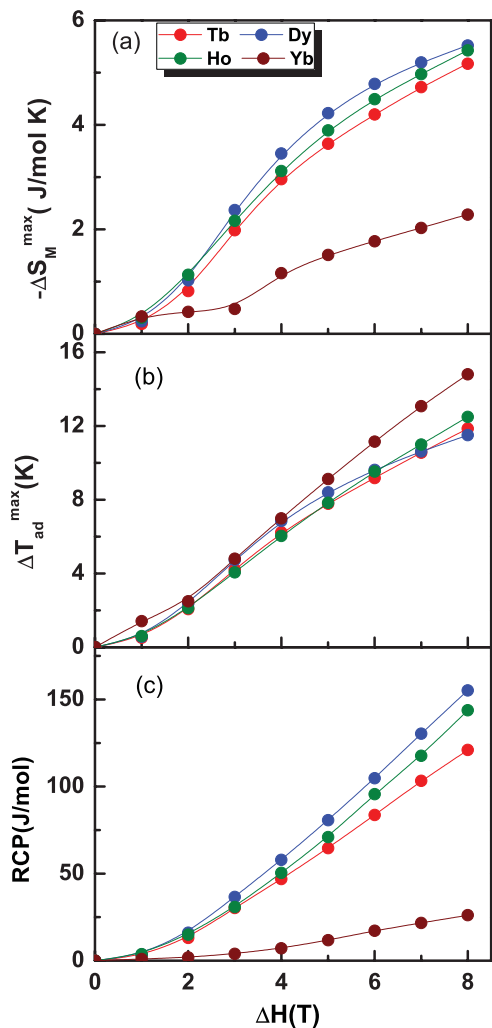 (a)
Tb Dy
Ho Yb
6
4
2
0
-ΔS_M^max( J/mol K)
(b)
16
12
8
4
0
ΔT_ad^max(K)
(c)
150
100
50
0
RCP(J/mol)
0 2 4 6 8
ΔH(T)